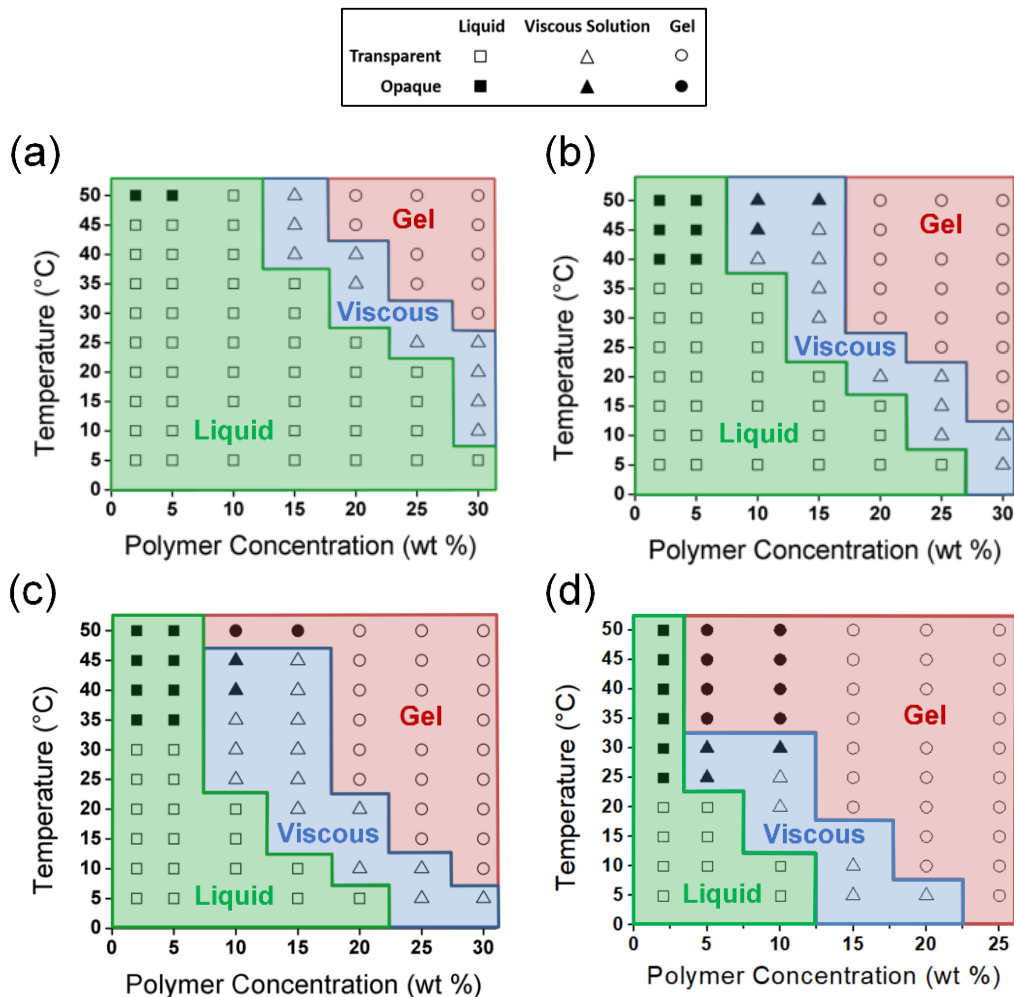 Liquid Viscous Solution Gel
Transparent
Opaque
(a)
50
45
40
35
30
25
20
15
10
5
0
Temperature (°C)
Gel
Viscous
Liquid
0 5 10 15 20 25 30
Polymer Concentration (wt %)
(b)
50
45
40
35
30
25
20
15
10
5
0
Temperature (°C)
Gel
Viscous
Liquid
0 5 10 15 20 25 30
Polymer Concentration (wt %)
(c)
50
45
40
35
30
25
20
15
10
5
0
Temperature (°C)
Gel
Viscous
Liquid
0 5 10 15 20 25 30
Polymer Concentration (wt %)
(d)
50
45
40
35
30
25
20
15
10
5
0
Temperature (°C)
Gel
Viscous
Liquid
0 5 10 15 20 25
Polymer Concentration (wt %)